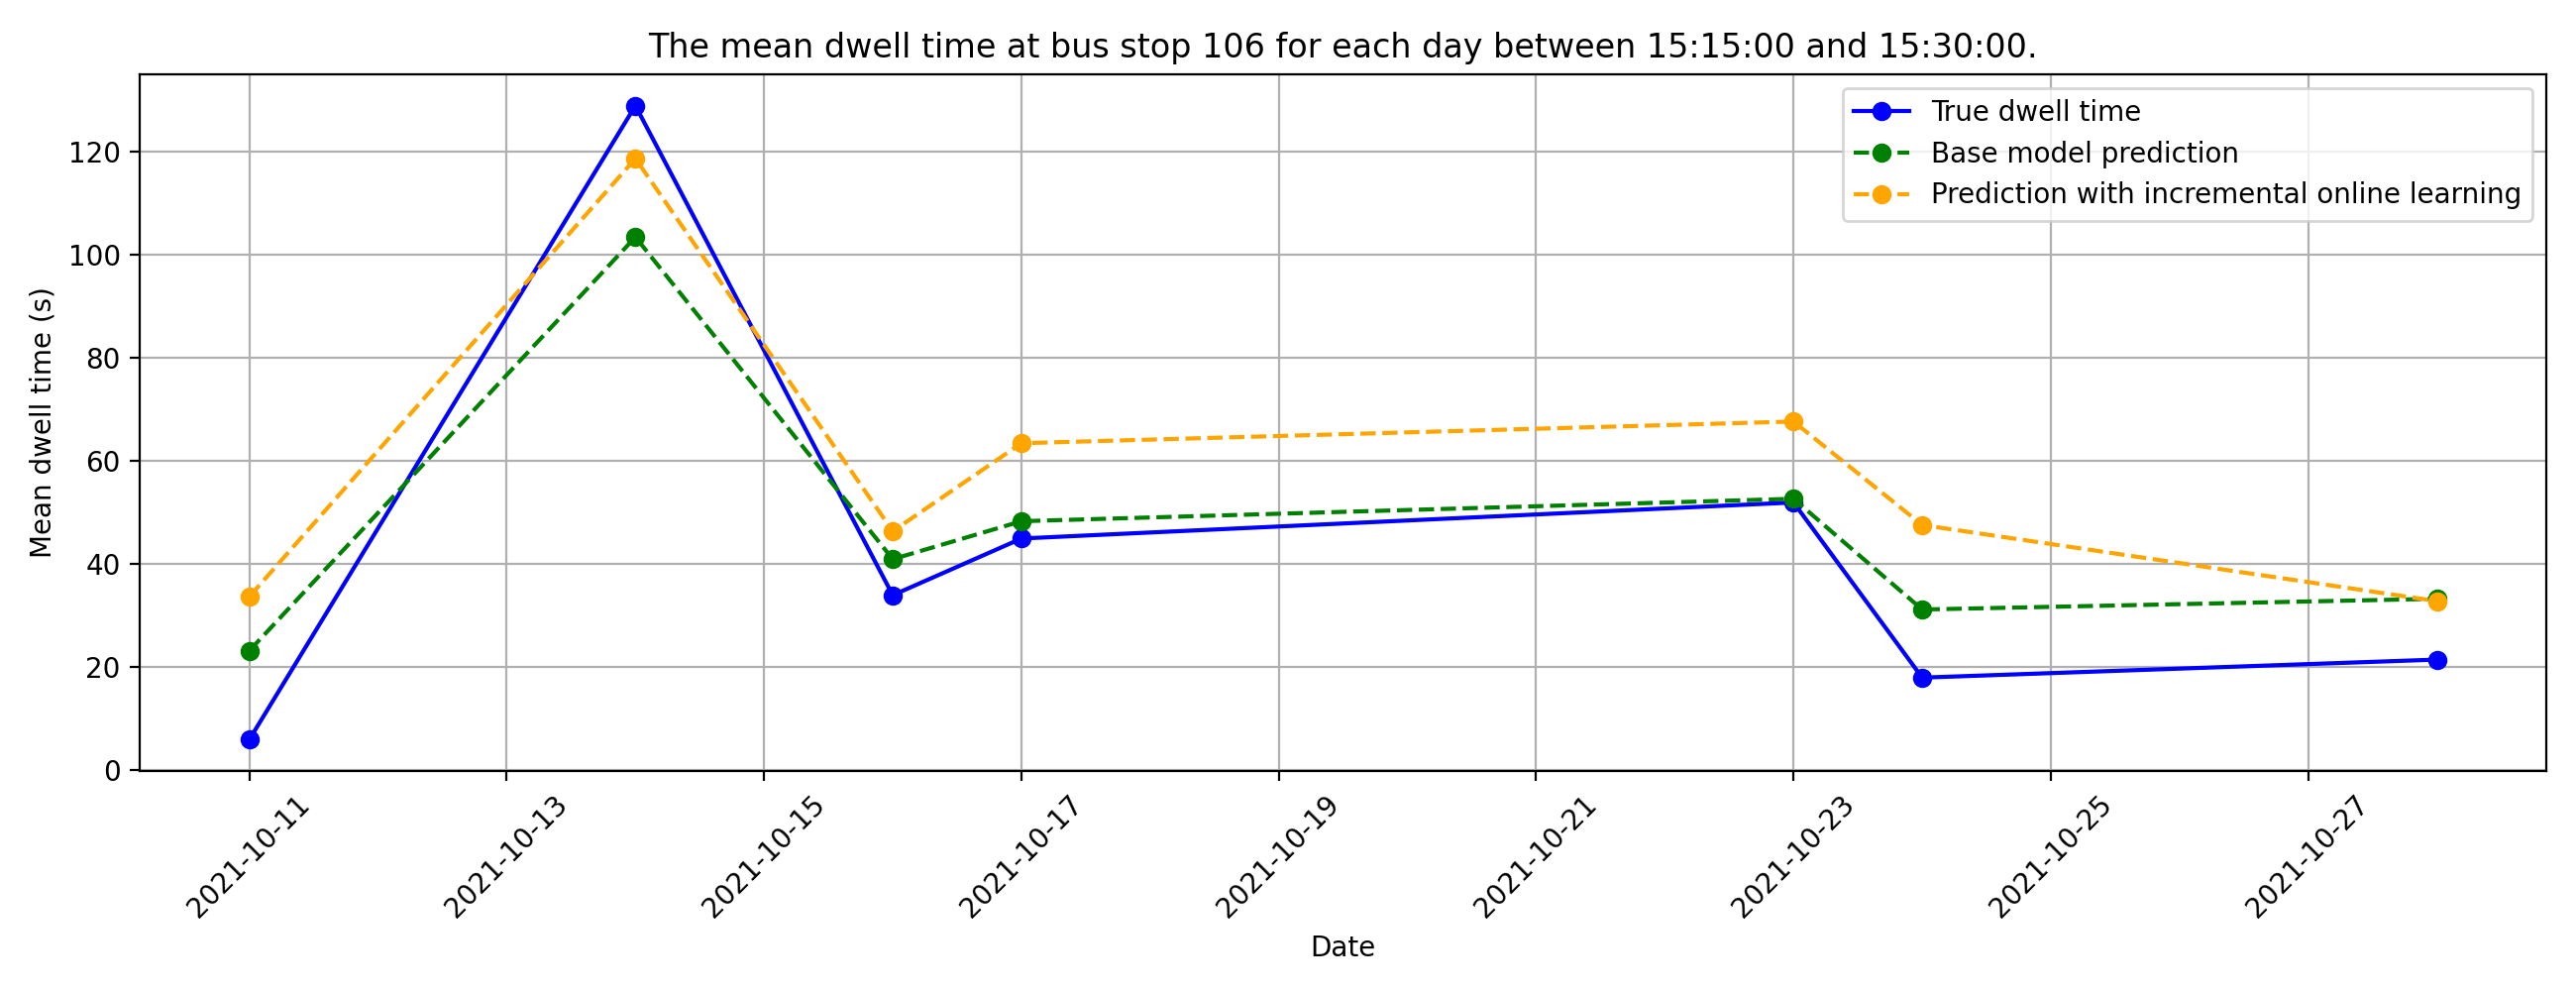 The mean dwell time at bus stop 106 for each day between 15:15:00 and 15:30:00.
True dwell time
Base model prediction
Prediction with incremental online learning
Mean dwell time (s)
120
100
80
60
40
20
0
2021-10-11
2021-10-13
2021-10-15
2021-10-17
2021-10-19
2021-10-21
2021-10-23
2021-10-25
2021-10-27
Date